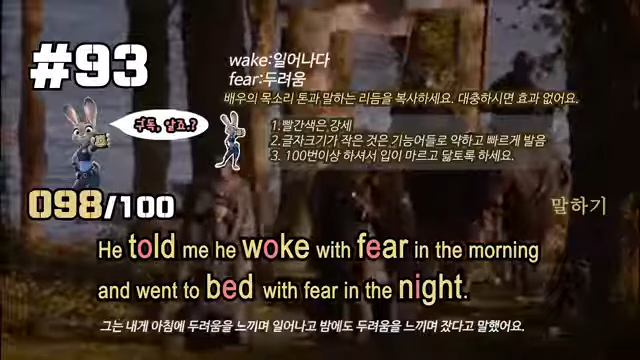 #93
wake:일어나다
fear:두려움
배우의 목소리 톤과 말하는 리듬을 복사하세요. 대충하시면 효과 없어요.
구독, 알죠.?
1.빨간색은 강세
2.글자크기가 작은 것은 기능어들로 약하고 빠르게 발음
3. 100번이상 하셔서 입이 마르고 닳토록 하세요.
098/100
말하기
He told me he woke with fear in the morning
and went to bed with fear in the night.
그는 내게 아침에 두려움을 느끼며 일어나고 밤에도 두려움을 느끼며 잤다고 말했어요.